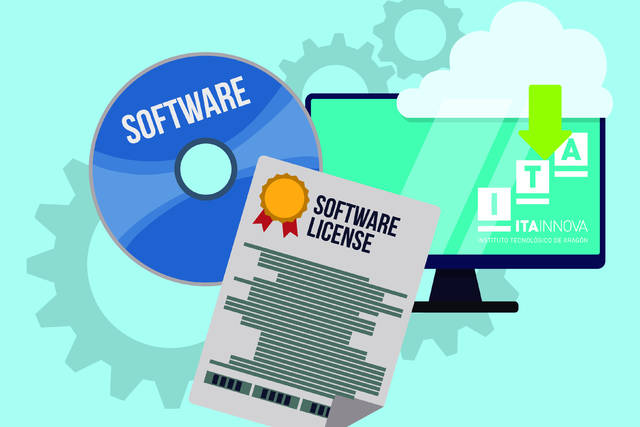 SOFTWARE
SOFTWARE
LICENSE
I T A
ITAINNOVA
INSTITUTO TECNOLÓGICO DE ARAGÓN